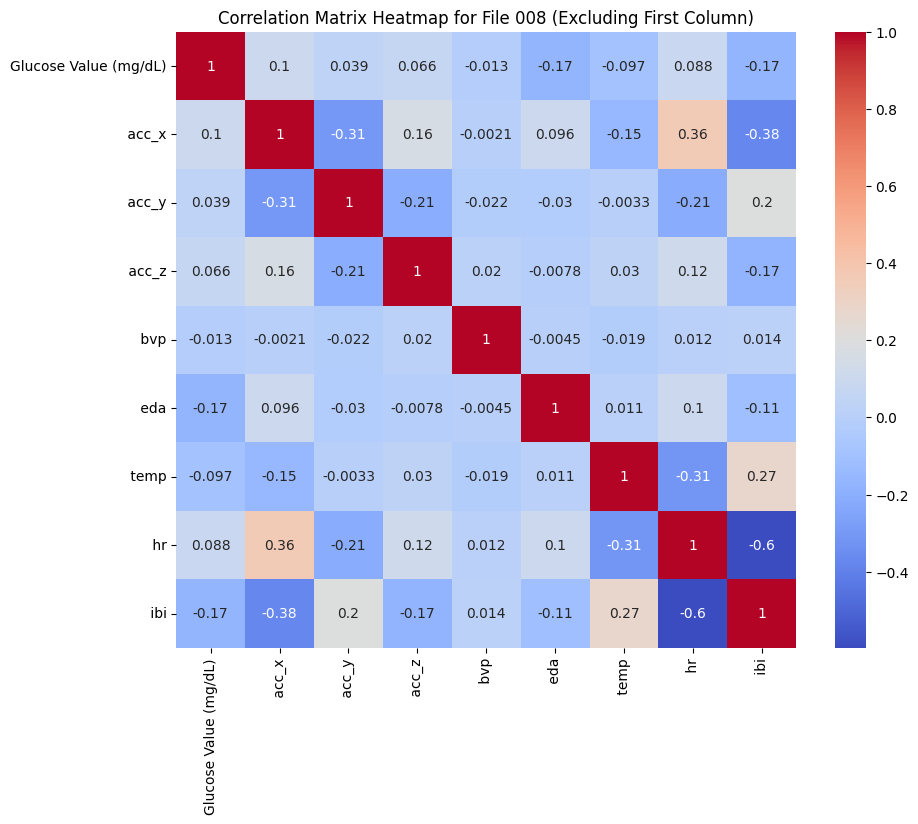 Correlation Matrix Heatmap for File 008 (Excluding First Column)
Glucose Value (mg/dL) 1 0.1 0.039 0.066 -0.013 -0.17 -0.097 0.088 -0.17
acc_x 0.1 1 -0.31 0.16 -0.0021 0.096 -0.15 0.36 -0.38
acc_y 0.039 -0.31 1 -0.21 -0.022 -0.03 -0.0033 -0.21 0.2
acc_z 0.066 0.16 -0.21 1 0.02 -0.0078 0.03 0.12 -0.17
bvp -0.013 -0.0021 -0.022 0.02 1 -0.0045 -0.019 0.012 0.014
eda -0.17 0.096 -0.03 -0.0078 -0.0045 1 0.011 0.1 -0.11
temp -0.097 -0.15 -0.0033 0.03 -0.019 0.011 1 -0.31 0.27
hr 0.088 0.36 -0.21 0.12 0.012 0.1 -0.31 1 -0.6
ibi -0.17 -0.38 0.2 -0.17 0.014 -0.11 0.27 -0.6 1
Glucose Value (mg/dL) acc_x acc_y acc_z bvp eda temp hr ibi
1.0
0.8
0.6
0.4
0.2
0.0
−0.2
−0.4